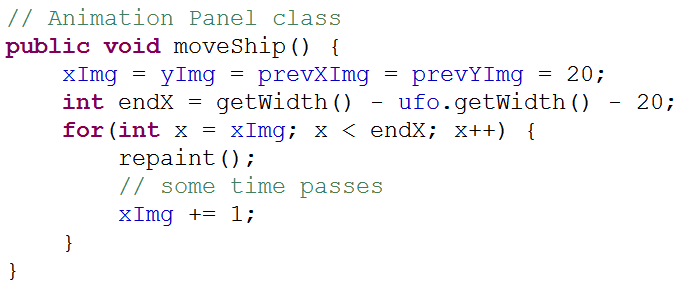 // Animation Panel class
public void moveShip() {
    xImg = yImg = prevXImg = prevYImg = 20;
    int endX = getWidth() - ufo.getWidth() - 20;
    for(int x = xImg; x < endX; x++) {
        repaint();
        // some time passes
        xImg += 1;
    }
}